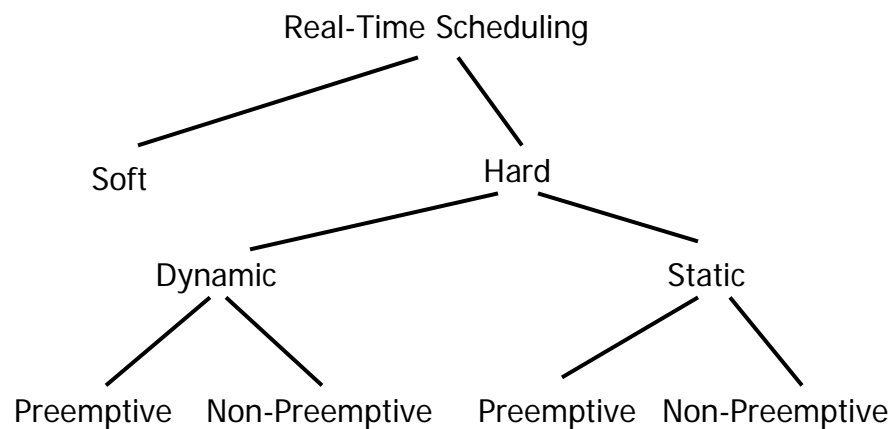 Real-Time Scheduling
Soft
Hard
Dynamic
Static
Preemptive
Non-Preemptive
Preemptive
Non-Preemptive